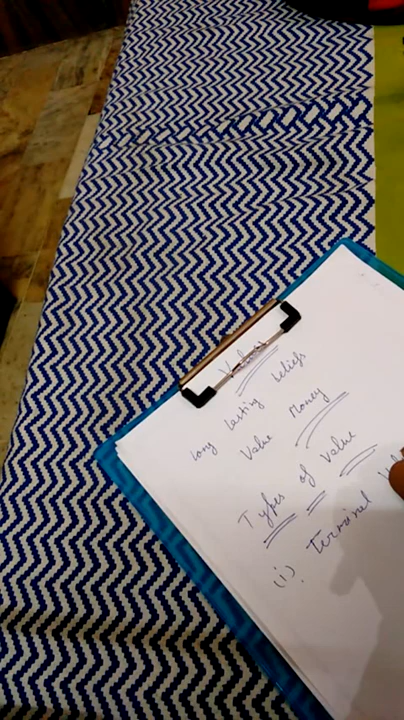 Values
long lasting beliefs
Value Money
Types of Value
(i). Terminal